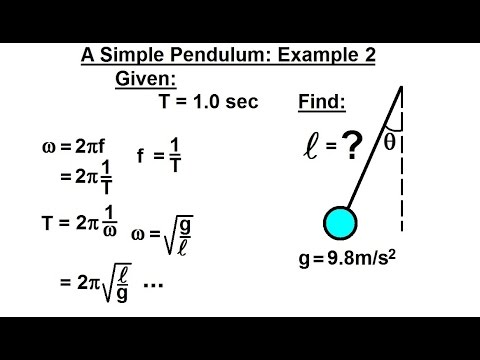 A Simple Pendulum: Example 2
Given:
T = 1.0 sec
Find:
ω = 2πf
f = 1/T
= 2π 1/T
ℓ = ?
θ
T = 2π 1/ω
ω = √(g/ℓ)
= 2π√(ℓ/g) ...
g = 9.8m/s²